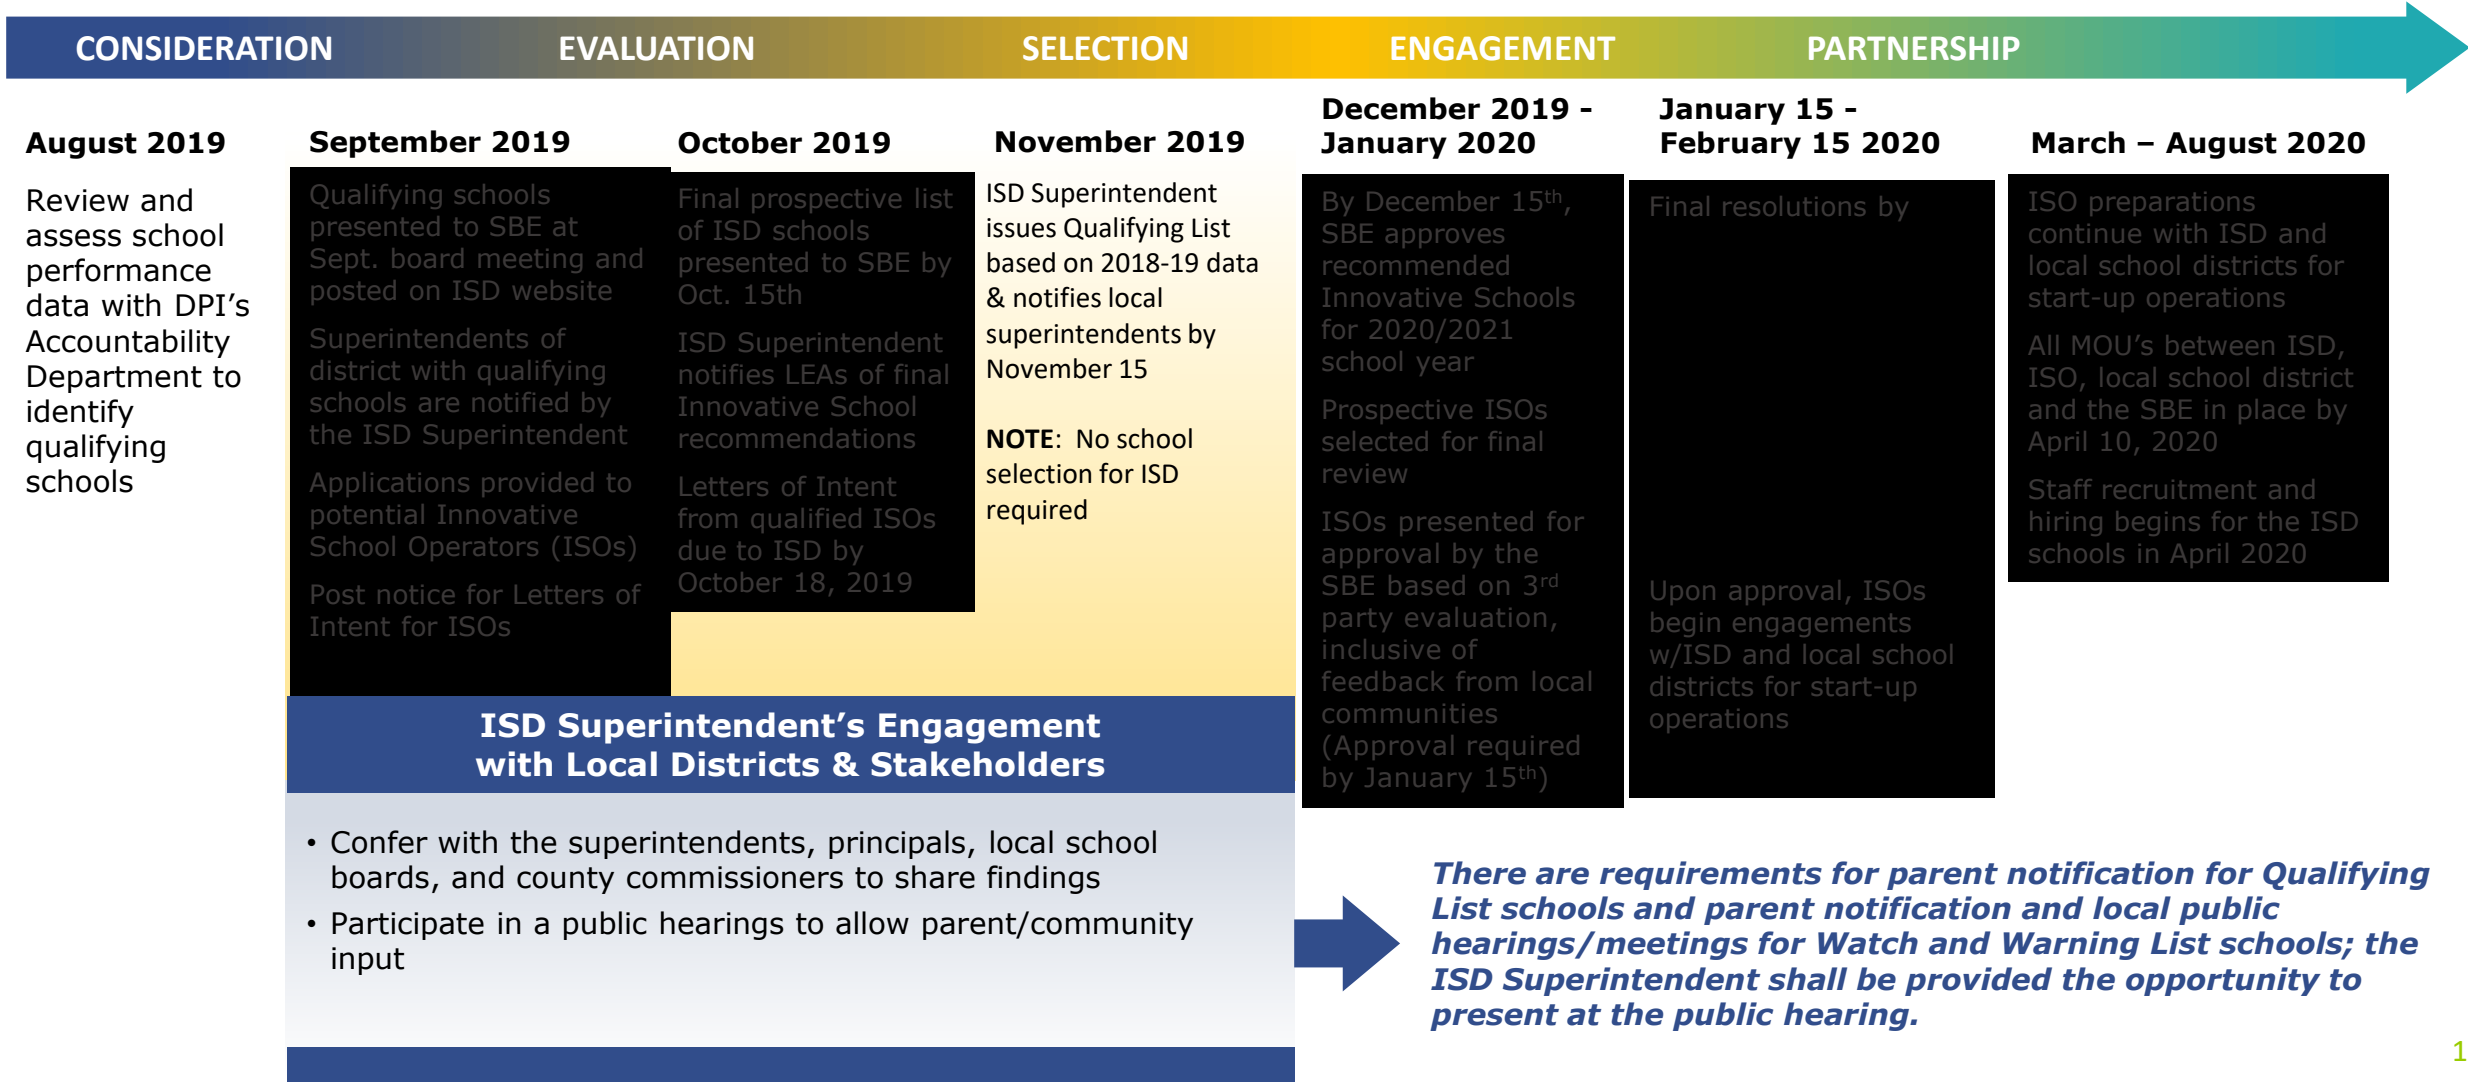 CONSIDERATION
EVALUATION
SELECTION
ENGAGEMENT
PARTNERSHIP
August 2019
Review and
assess school
performance
data with DPI’s
Accountability
Department to
identify
qualifying
schools
September 2019
Qualifying schools
presented to SBE at
Sept. board meeting and
posted on ISD website
Superintendents of
district with qualifying
schools are notified by
the ISD Superintendent
Applications provided to
potential Innovative
School Operators (ISOs)
Post notice for Letters of
Intent for ISOs
October 2019
Final prospective list
of ISD schools
presented to SBE by
Oct. 15th
ISD Superintendent
notifies LEAs of final
Innovative School
recommendations
Letters of Intent
from qualified ISOs
due to ISD by
October 18, 2019
November 2019
ISD Superintendent
issues Qualifying List
based on 2018-19 data
& notifies local
superintendents by
November 15
NOTE:  No school
selection for ISD
required
December 2019 -
January 2020
By December 15th,
SBE approves
recommended
Innovative Schools
for 2020/2021
school year
Prospective ISOs
selected for final
review
ISOs presented for
approval by the
SBE based on 3rd
party evaluation,
inclusive of
feedback from local
communities
(Approval required
by January 15th)
January 15 -
February 15 2020
Final resolutions by
Upon approval, ISOs
begin engagements
w/ISD and local school
districts for start-up
operations
March – August 2020
ISO preparations
continue with ISD and
local school districts for
start-up operations
All MOU’s between ISD,
ISO, local school district
and the SBE in place by
April 10, 2020
Staff recruitment and
hiring begins for the ISD
schools in April 2020
ISD Superintendent’s Engagement
with Local Districts & Stakeholders
• Confer with the superintendents, principals, local school
boards, and county commissioners to share findings
• Participate in a public hearings to allow parent/community
input
There are requirements for parent notification for Qualifying
List schools and parent notification and local public
hearings/meetings for Watch and Warning List schools; the
ISD Superintendent shall be provided the opportunity to
present at the public hearing.
1